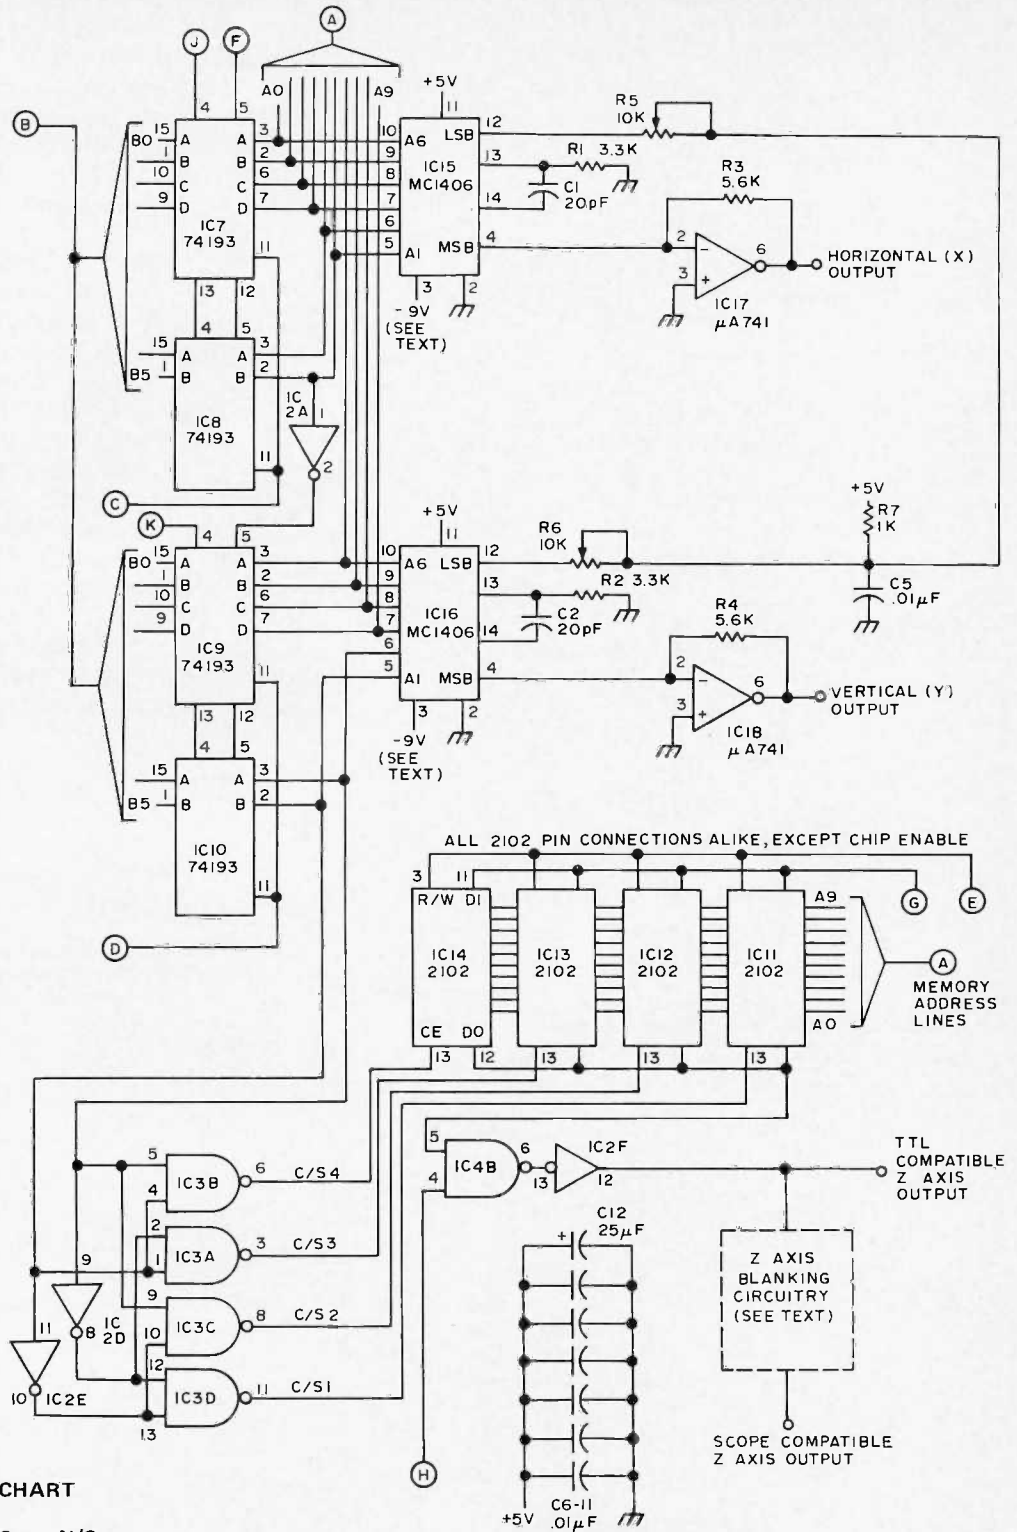 J
F
A
B
A0
A9
+5V
4
5
11
R5
10K
B0
15
A
A
3
10
A6
LSB
12
1
B
B
2
9
IC15
13
R1 3.3K
10
C
C
6
8
MC1406
C1
20pF
R3
5.6K
9
D
D
7
7
14
IC7
74193
6
5
A1
MSB
4
2
−
6
HORIZONTAL (X)
OUTPUT
11
3
+
13
12
3
2
IC17
μA741
-9V
(SEE
TEXT)
4
5
15
A
A
3
B5
1
B
B
2
IC
2A
1
IC8
74193
2
11
C
+5V
R7
1K
K
+5V
11
R6
10K
4
5
B0
15
A
A
3
10
A6
LSB
12
1
B
B
2
9
13
R2 3.3K
10
C
C
6
8
IC16
C5
.01μF
9
D
D
7
7
MC1406
14
C2
20pF
R4
5.6K
IC9
74193
6
5
A1
MSB
4
2
−
6
VERTICAL (Y)
OUTPUT
11
3
+
13
12
3
2
IC18
μA741
-9V
(SEE
TEXT)
4
5
15
A
A
3
B5
1
B
B
2
IC10
74193
11
D
ALL 2102 PIN CONNECTIONS ALIKE, EXCEPT CHIP ENABLE
3
11
R/W DI
A9
G
E
IC14
2102
IC13
2102
IC12
2102
IC11
2102
A
MEMORY
ADDRESS
LINES
A0
CE DO
13
12
13
13
13
5
IC4B
6
4
13
IC2F
12
TTL
COMPATIBLE
Z AXIS
OUTPUT
5
IC3B
6
C/S4
4
2
IC3A
3
C/S3
1
9
C12
25μF
+
Z AXIS
BLANKING
CIRCUITRY
(SEE TEXT)
9
IC3C
8
C/S2
10
IC
2D
8
11
12
IC3D
11
C/S1
13
10
IC2E
SCOPE COMPATIBLE
Z AXIS OUTPUT
H
C6-11
.01μF
+5V
CHART